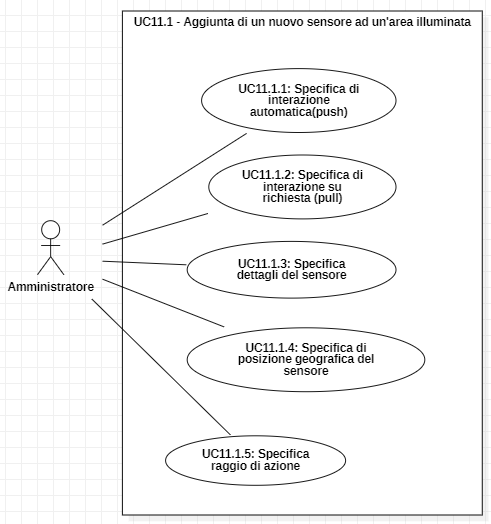 UC11.1 - Aggiunta di un nuovo sensore ad un'area illuminata
UC11.1.1: Specifica di
interazione
automatica(push)
UC11.1.2: Specifica di
interazione su
richiesta (pull)
UC11.1.3: Specifica
dettagli del sensore
Amministratore
UC11.1.4: Specifica di
posizione geografica del
sensore
UC11.1.5: Specifica
raggio di azione